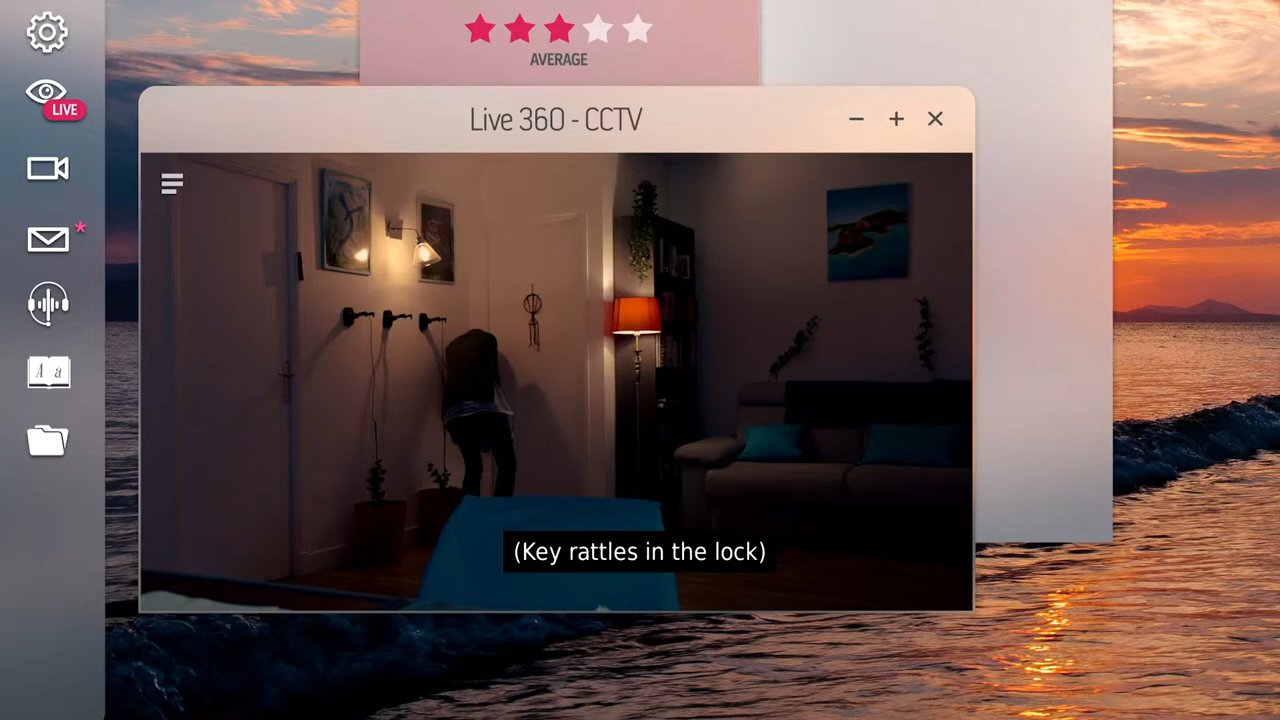 AVERAGE
Live 360 - CCTV
LIVE
A a
(Key rattles in the lock)